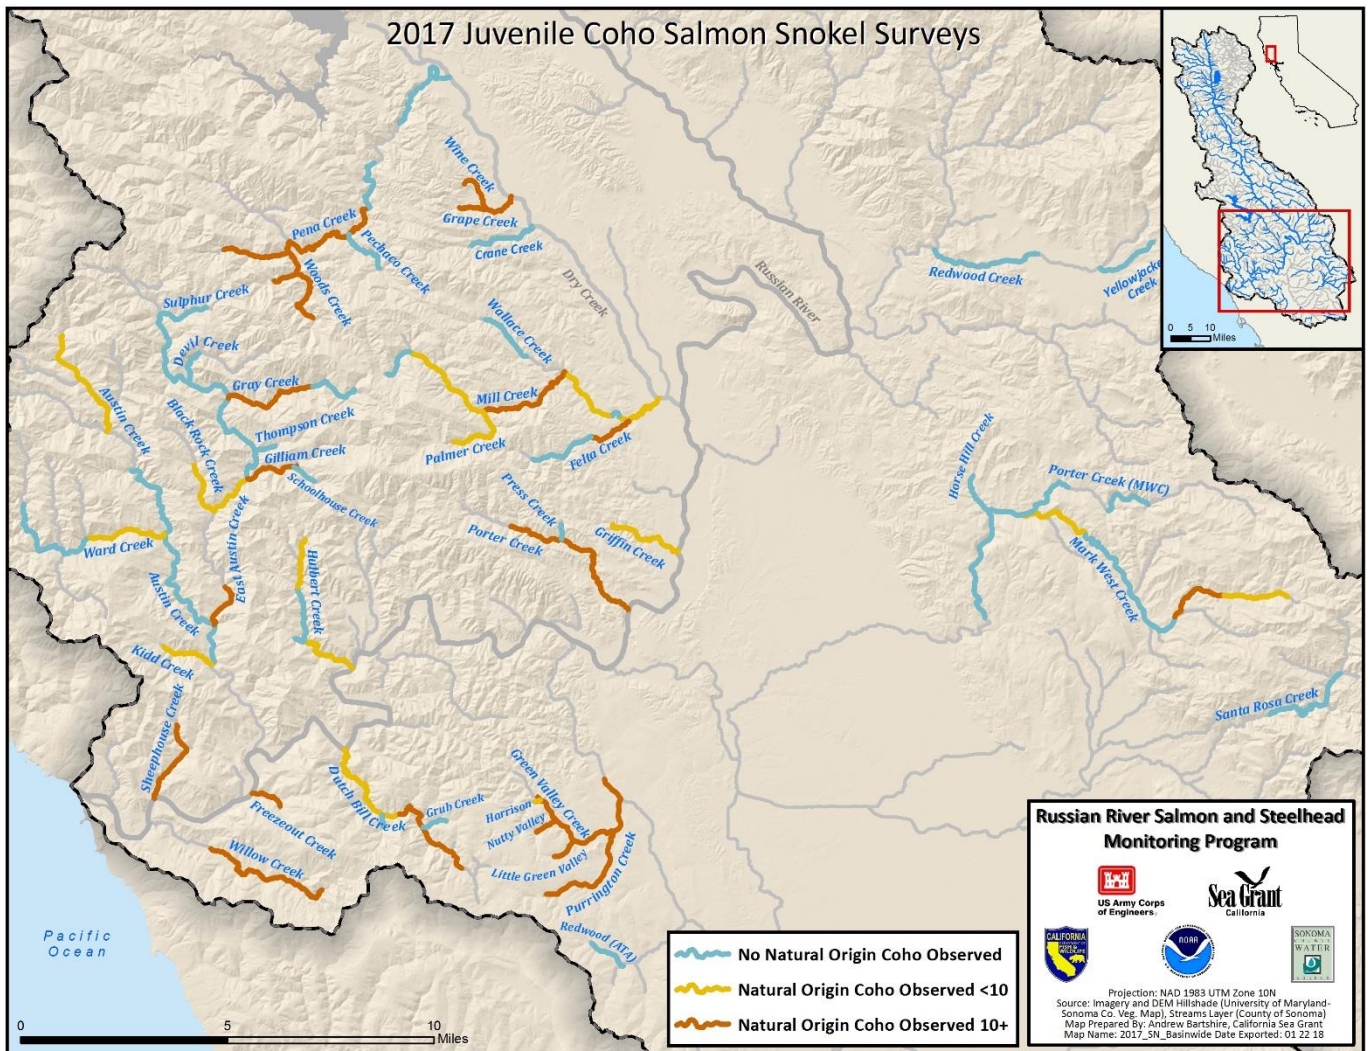 2017 Juvenile Coho Salmon Snokel Surveys
0 5 10
Miles
Wine Creek
Grape Creek
Crane Creek
Pena Creek
Pechaco Creek
Woods Creek
Dry Creek
Russian River
Redwood Creek
Yellowjacket
Creek
Sulphur Creek
Devil Creek
Wallace Creek
Gray Creek
Mill Creek
Austin Creek
Black Rock Creek
Thompson Creek
Gilliam Creek
Schoolhouse Creek
Palmer Creek
Felta Creek
Horse Hill Creek
Porter Creek (MWC)
Press Creek
Porter Creek
Griffin Creek
Mark West Creek
Ward Creek
East Austin Creek
Hulbert Creek
Austin Creek
Kidd Creek
Sheephouse Creek
Santa Rosa Creek
Freezeout Creek
Dutch Bill Creek
Grub Creek
Green Valley Creek
Harrison
Nutty Valley
Little Green Valley
Purrington Creek
Willow Creek
Redwood (ATA)
Pacific
Ocean
No Natural Origin Coho Observed
Natural Origin Coho Observed <10
Natural Origin Coho Observed 10+
0 5 10
Miles
Russian River Salmon and Steelhead
Monitoring Program
US Army Corps
of Engineers
Sea Grant
California
CALIFORNIA
FISH &
WILDLIFE
NOAA
SONOMA
COUNTY
WATER
AGENCY
Projection: NAD 1983 UTM Zone 10N
Source: Imagery and DEM Hillshade (University of Maryland-
Sonoma Co. Veg. Map), Streams Layer (County of Sonoma)
Map Prepared By: Andrew Bartshire, California Sea Grant
Map Name: 2017_SN_Basinwide Date Exported: 01 22 18